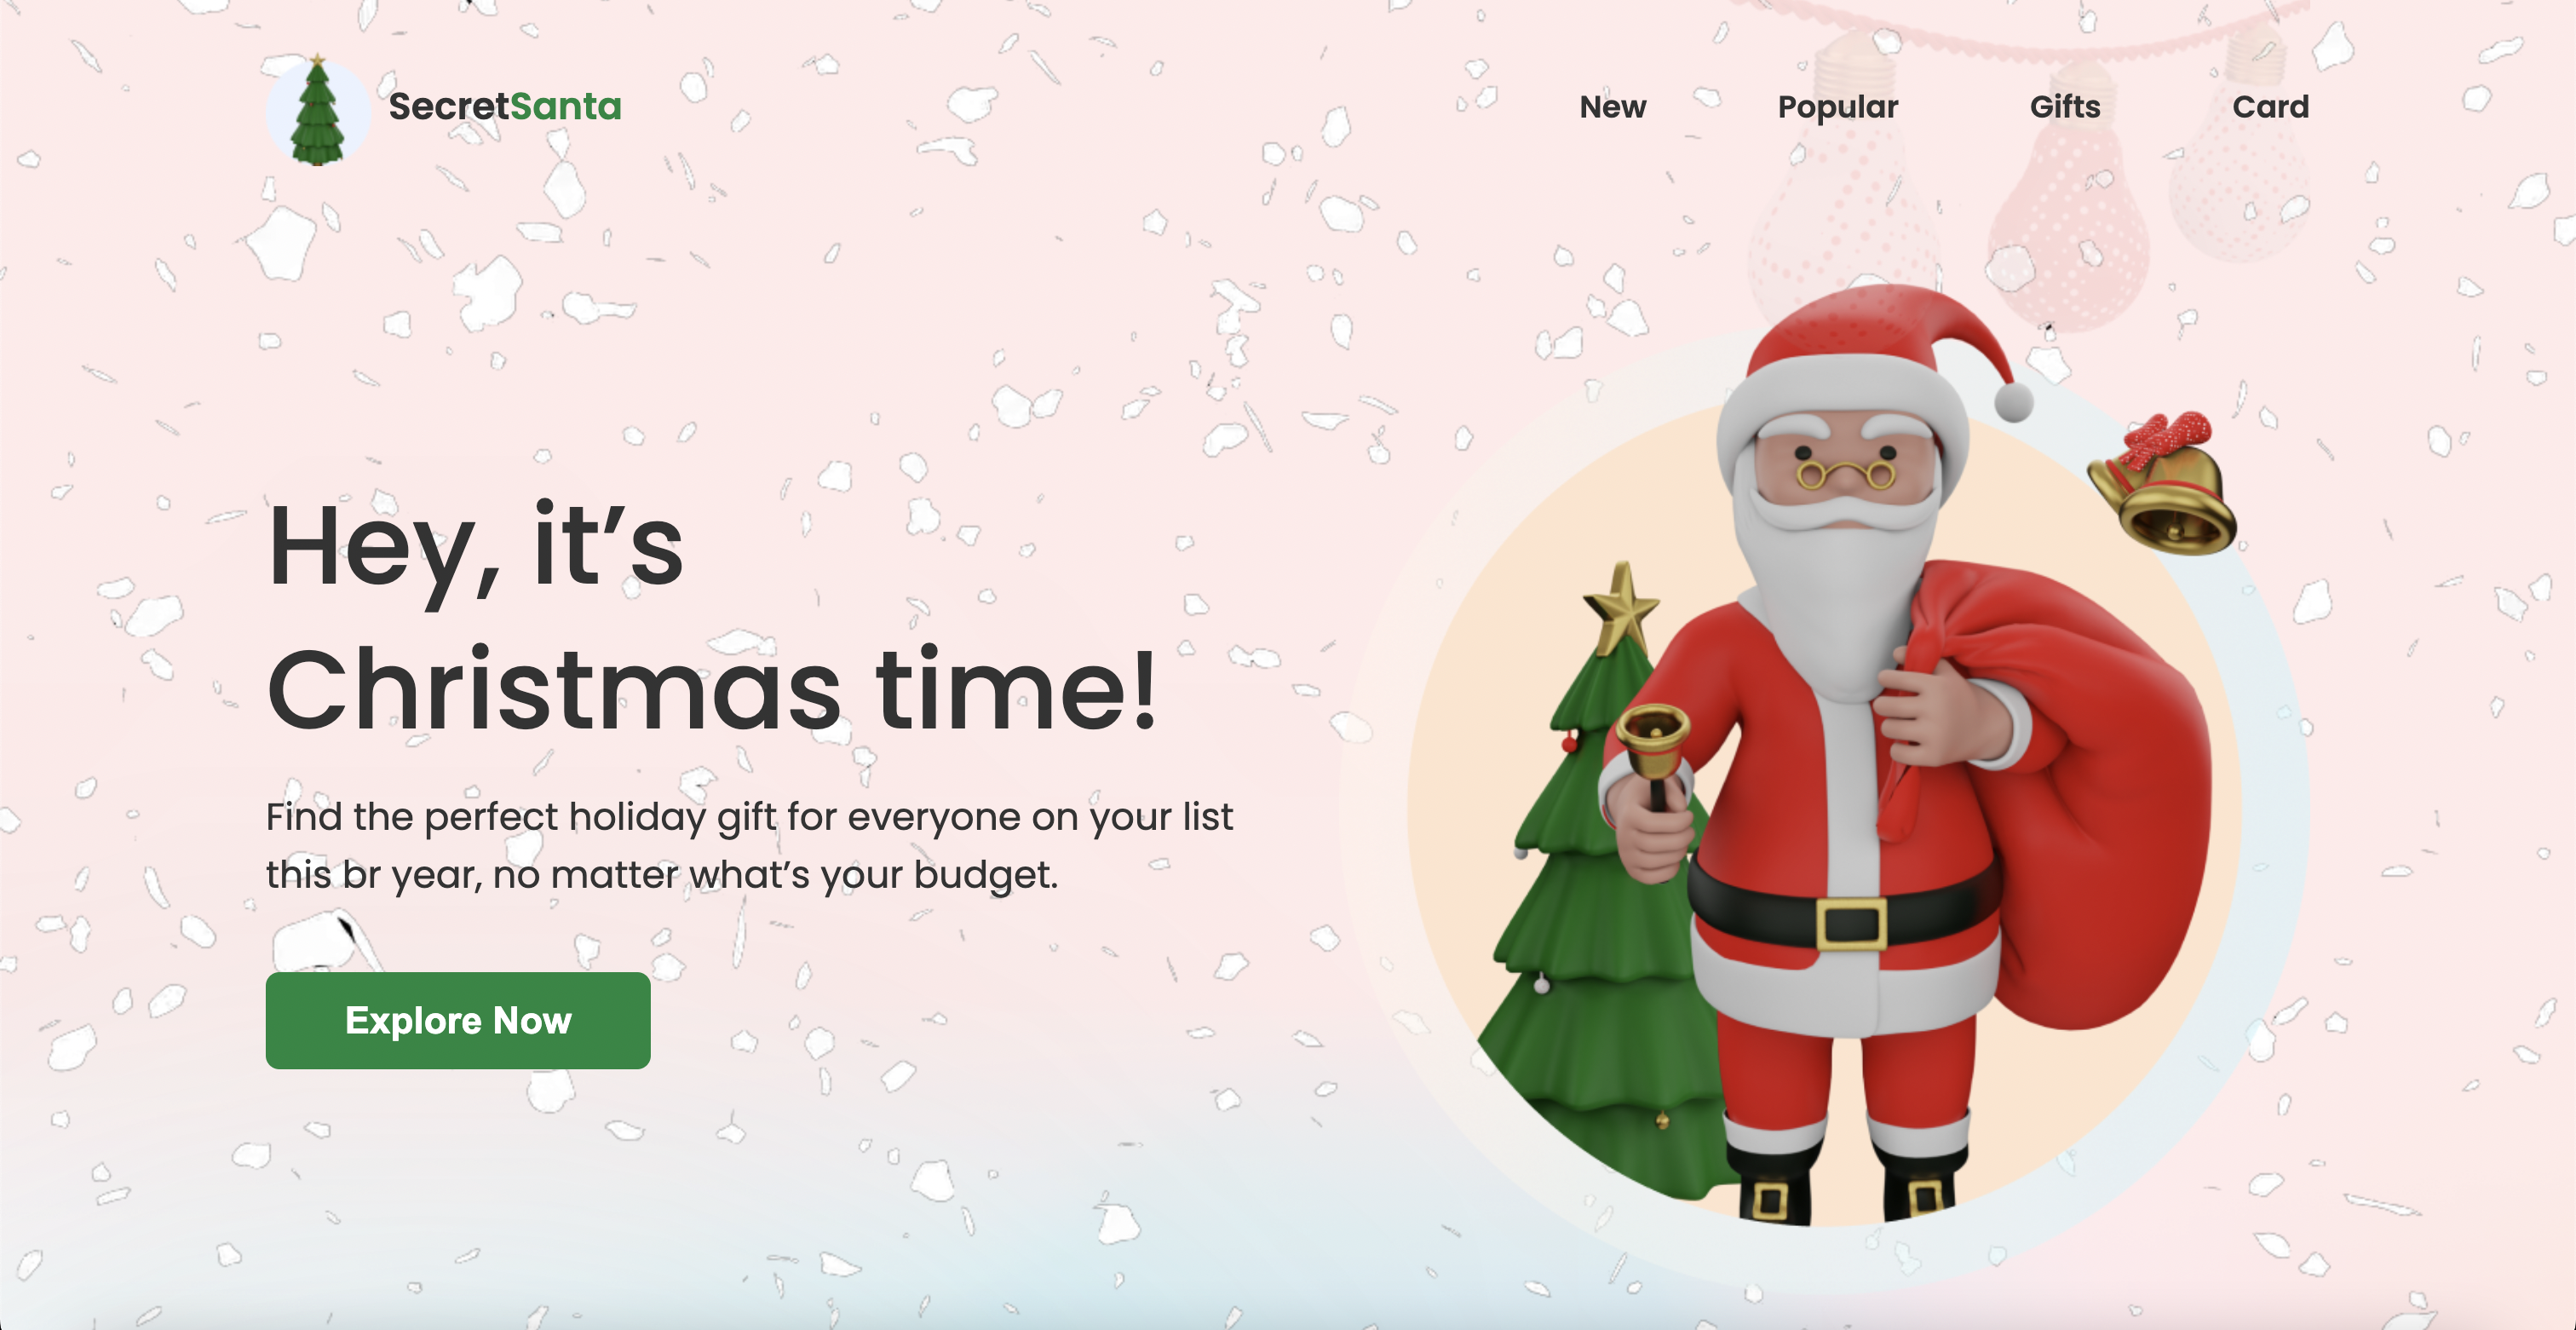 SecretSanta
New Popular Gifts Card
Hey, it’s
Christmas time!
Find the perfect holiday gift for everyone on your list
this br year, no matter what’s your budget.
Explore Now